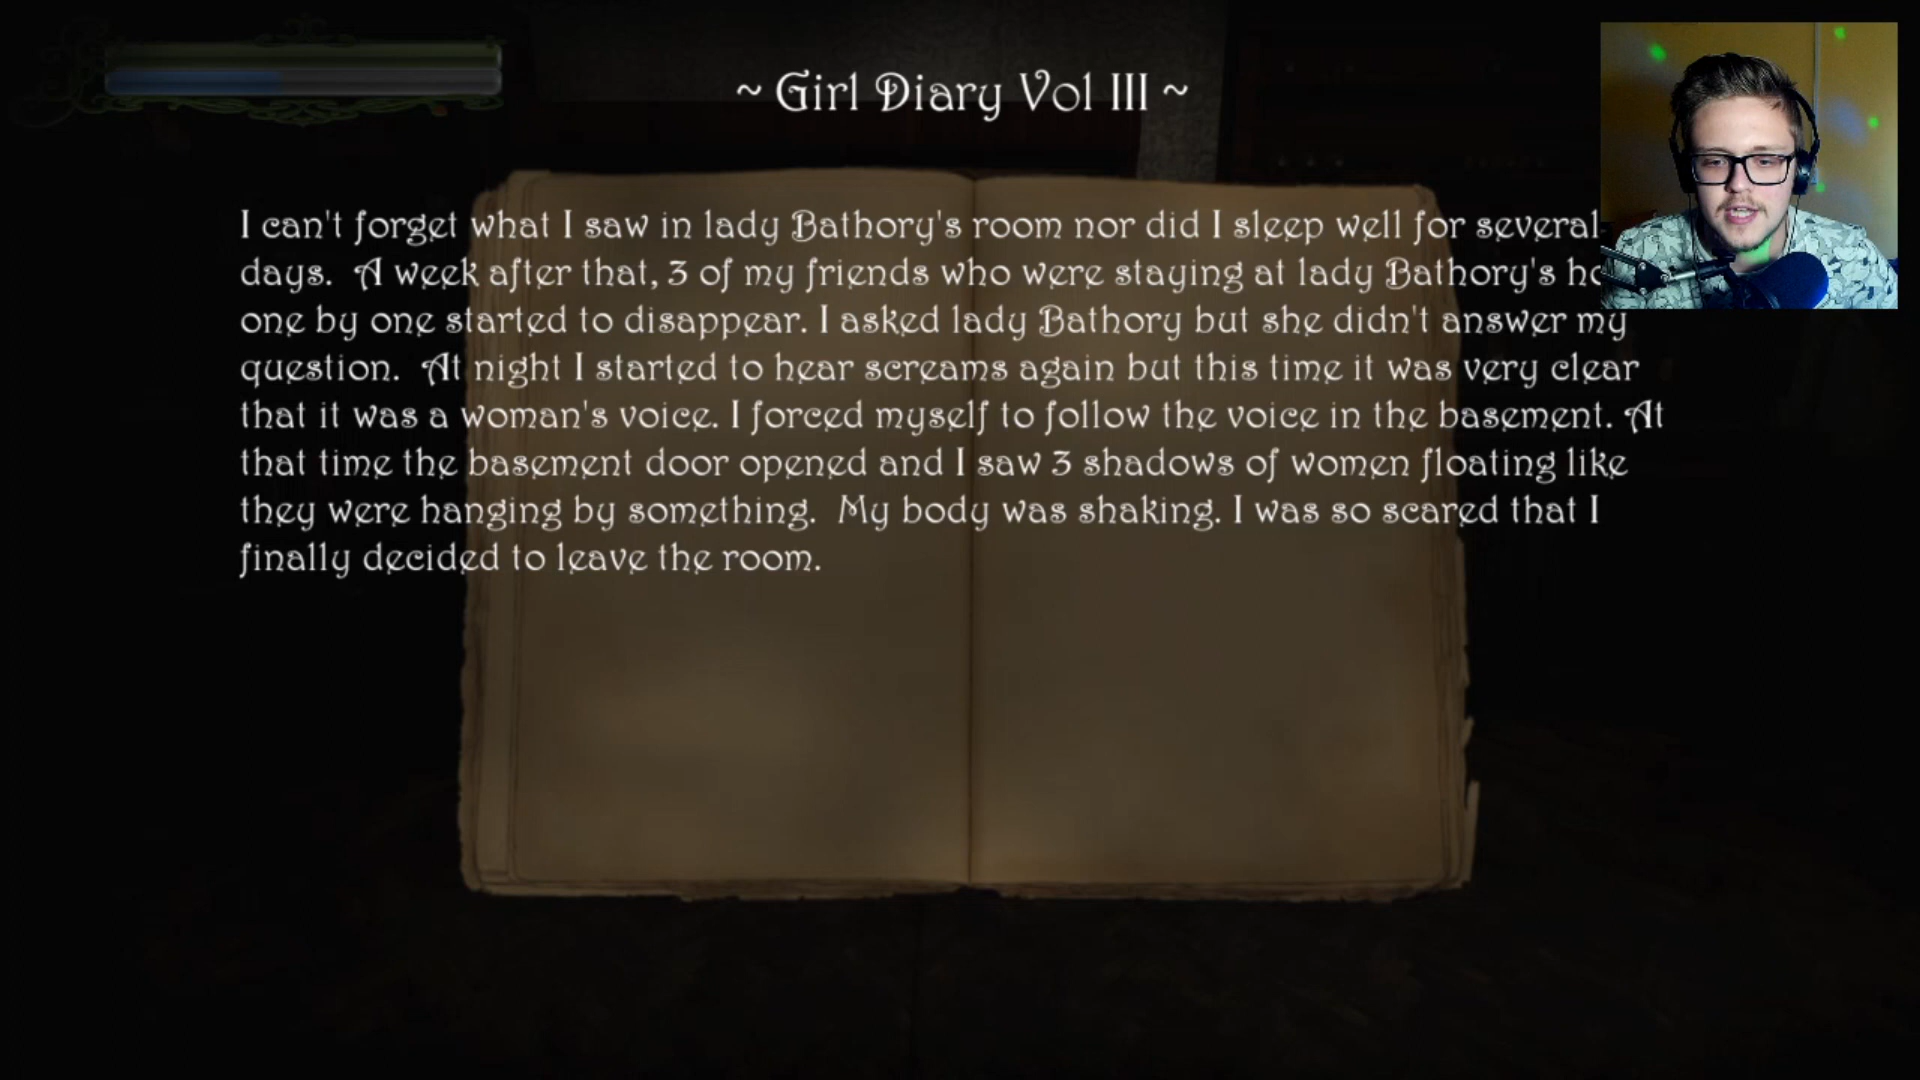 ~ Girl Diary Vol III ~
I can't forget what I saw in lady Bathory's room nor did I sleep well for several
days. A week after that, 3 of my friends who were staying at lady Bathory's
one by one started to disappear. I asked lady Bathory but she didn't answer my
question. At night I started to hear screams again but this time it was very clear
that it was a woman's voice. I forced myself to follow the voice in the basement. At
that time the basement door opened and I saw 3 shadows of women floating like
they were hanging by something. My body was shaking. I was so scared that I
finally decided to leave the room.